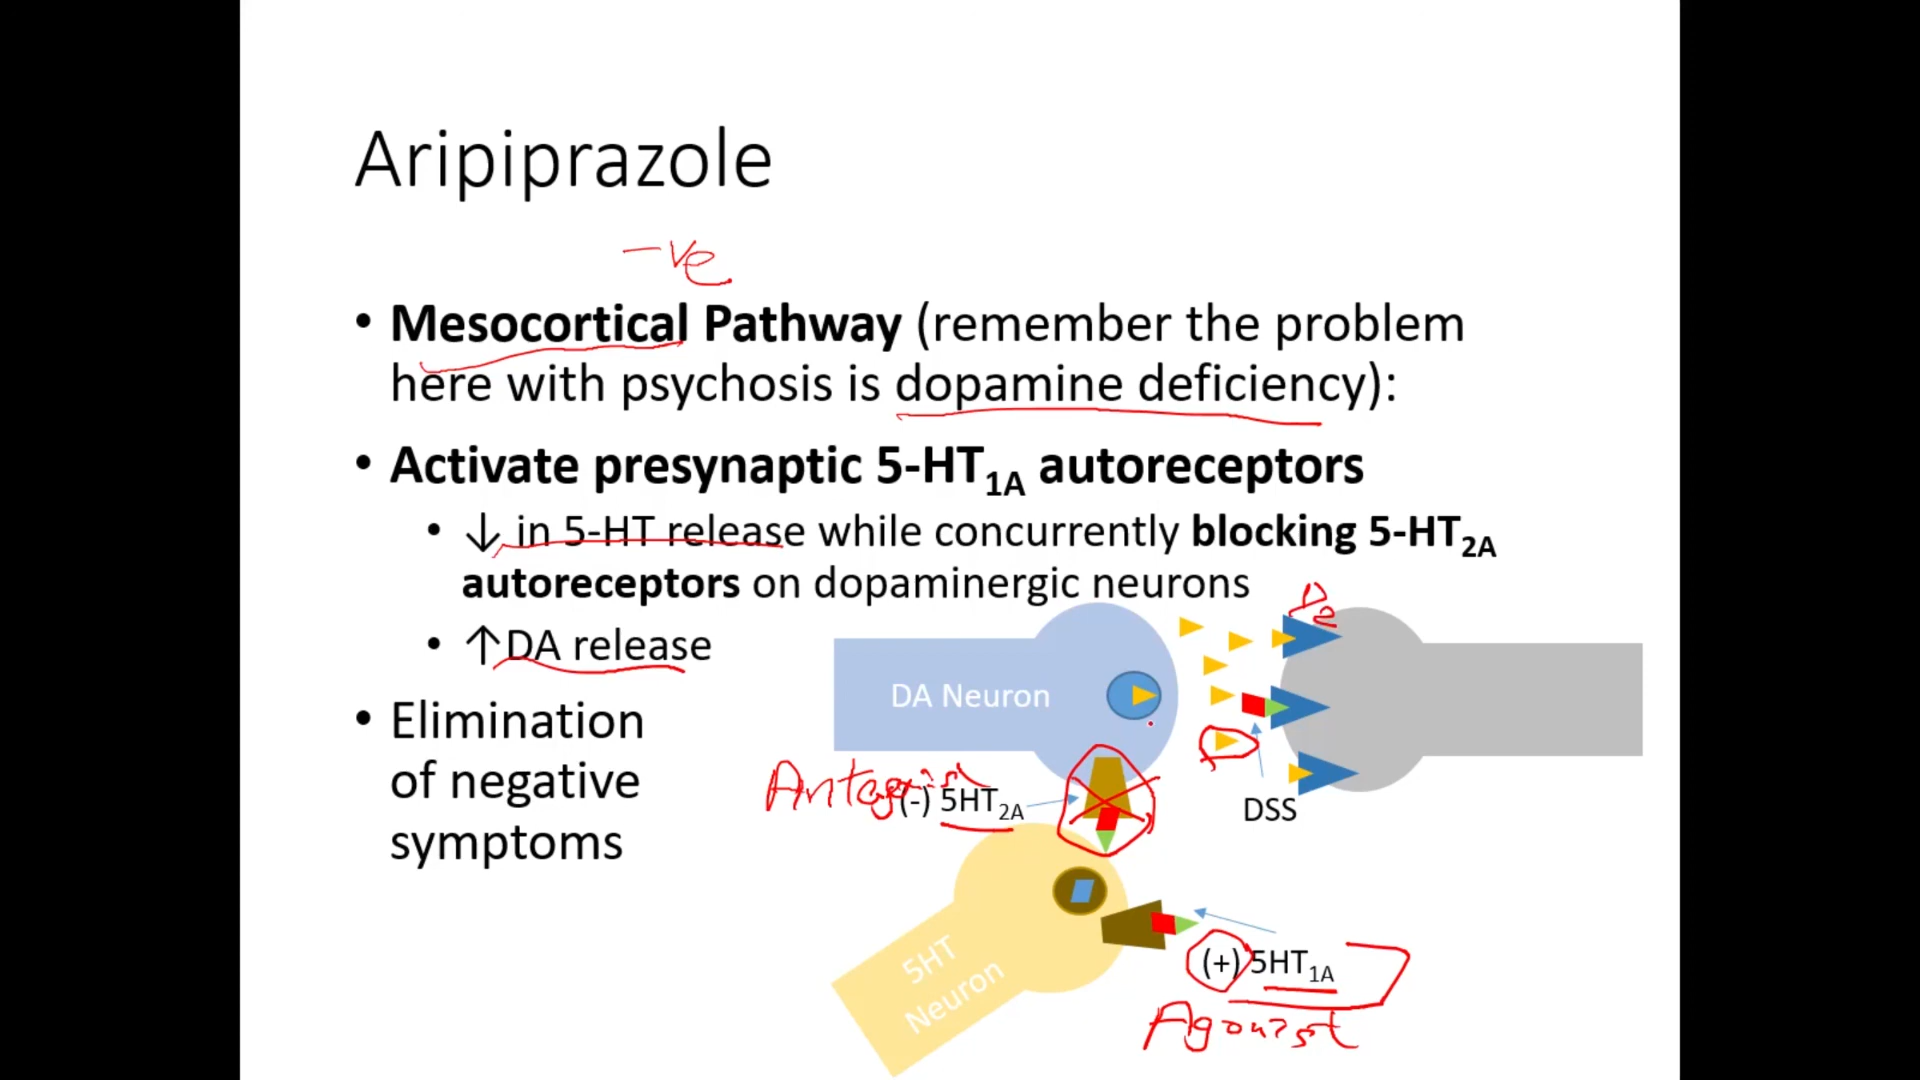 Aripiprazole
-ve
• Mesocortical Pathway (remember the problem
here with psychosis is dopamine deficiency):
• Activate presynaptic 5-HT1A autoreceptors
• ↓ in 5-HT release while concurrently blocking 5-HT2A
autoreceptors on dopaminergic neurons
• ↑DA release
• Elimination
of negative
symptoms
D2
DA Neuron
Antagonist
(-) 5HT2A
DSS
5HT
Neuron
(+) 5HT1A
Agonist